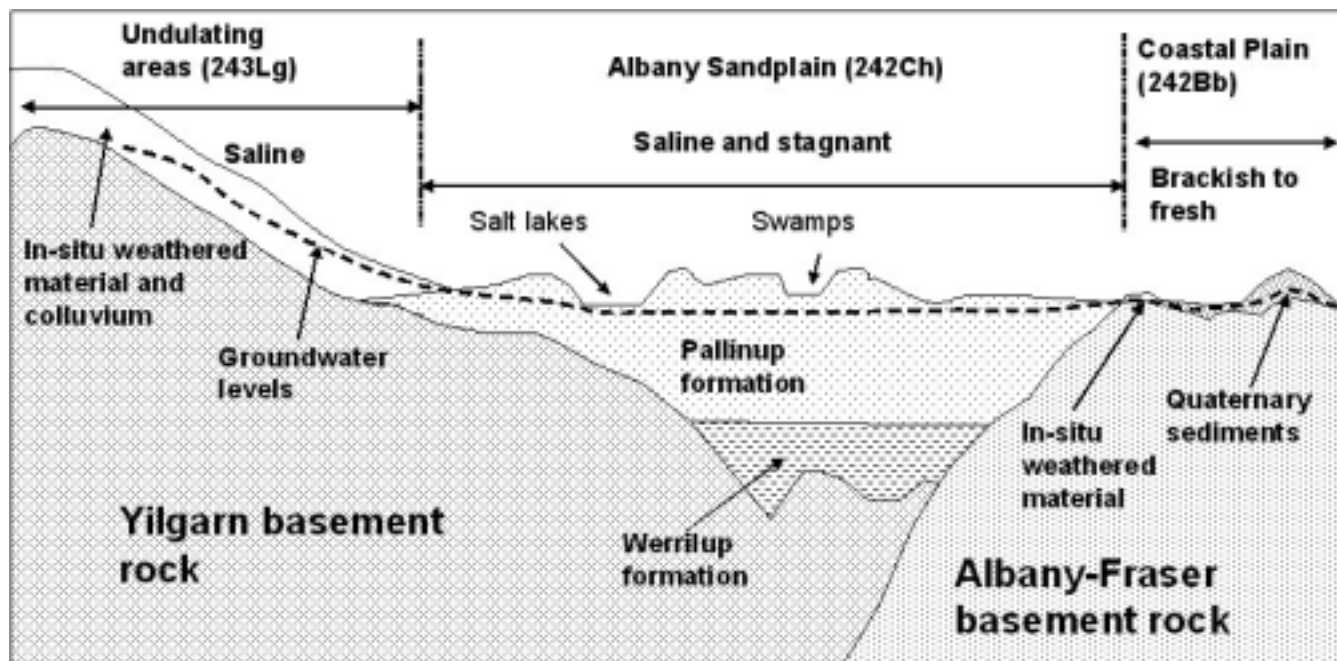 Undulating
areas (243Lg)
Albany Sandplain (242Ch)
Coastal Plain
(242Bb)
Saline
Saline and stagnant
Brackish to
fresh
Salt lakes
Swamps
In-situ weathered
material and
colluvium
Groundwater
levels
Pallinup
formation
In-situ
weathered
material
Quaternary
sediments
Yilgarn basement
rock
Werrilup
formation
Albany-Fraser
basement rock